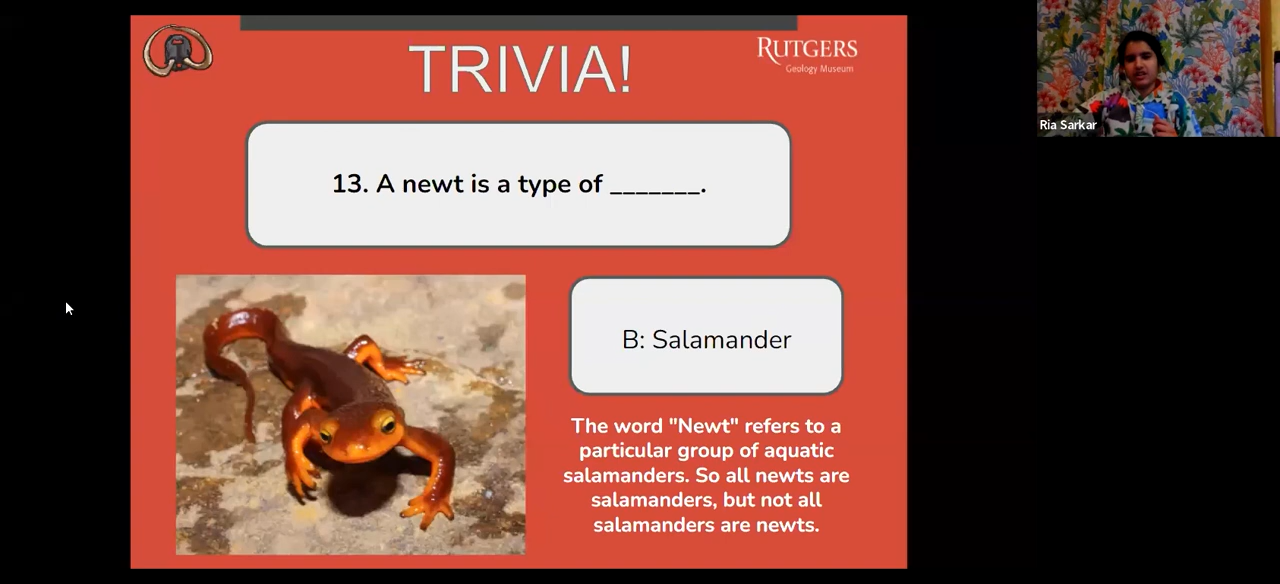 TRIVIA!
RUTGERS
Geology Museum
Ria Sarkar
13. A newt is a type of _______.
B: Salamander
The word "Newt" refers to a
particular group of aquatic
salamanders. So all newts are
salamanders, but not all
salamanders are newts.